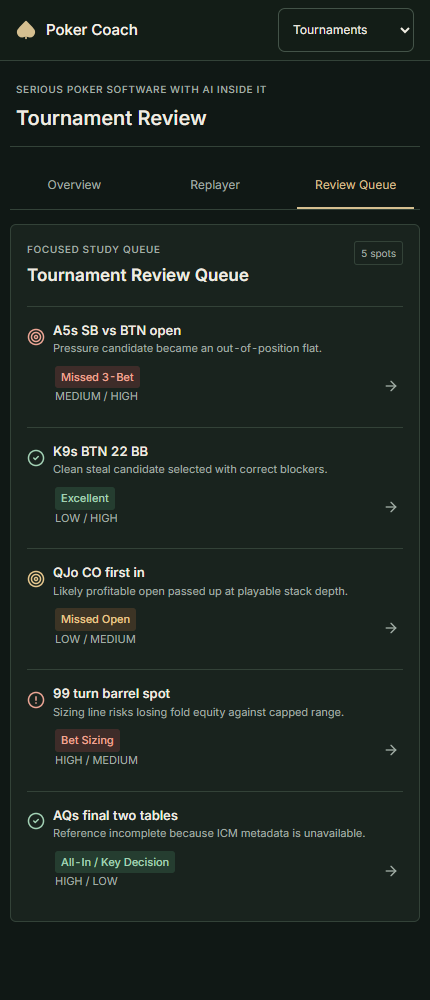 Poker Coach
Tournaments
SERIOUS POKER SOFTWARE WITH AI INSIDE IT
Tournament Review
Overview
Replayer
Review Queue
FOCUSED STUDY QUEUE
5 spots
Tournament Review Queue
A5s SB vs BTN open
Pressure candidate became an out-of-position flat.
Missed 3-Bet
MEDIUM / HIGH
K9s BTN 22 BB
Clean steal candidate selected with correct blockers.
Excellent
LOW / HIGH
QJo CO first in
Likely profitable open passed up at playable stack depth.
Missed Open
LOW / MEDIUM
99 turn barrel spot
Sizing line risks losing fold equity against capped range.
Bet Sizing
HIGH / MEDIUM
AQs final two tables
Reference incomplete because ICM metadata is unavailable.
All-In / Key Decision
HIGH / LOW